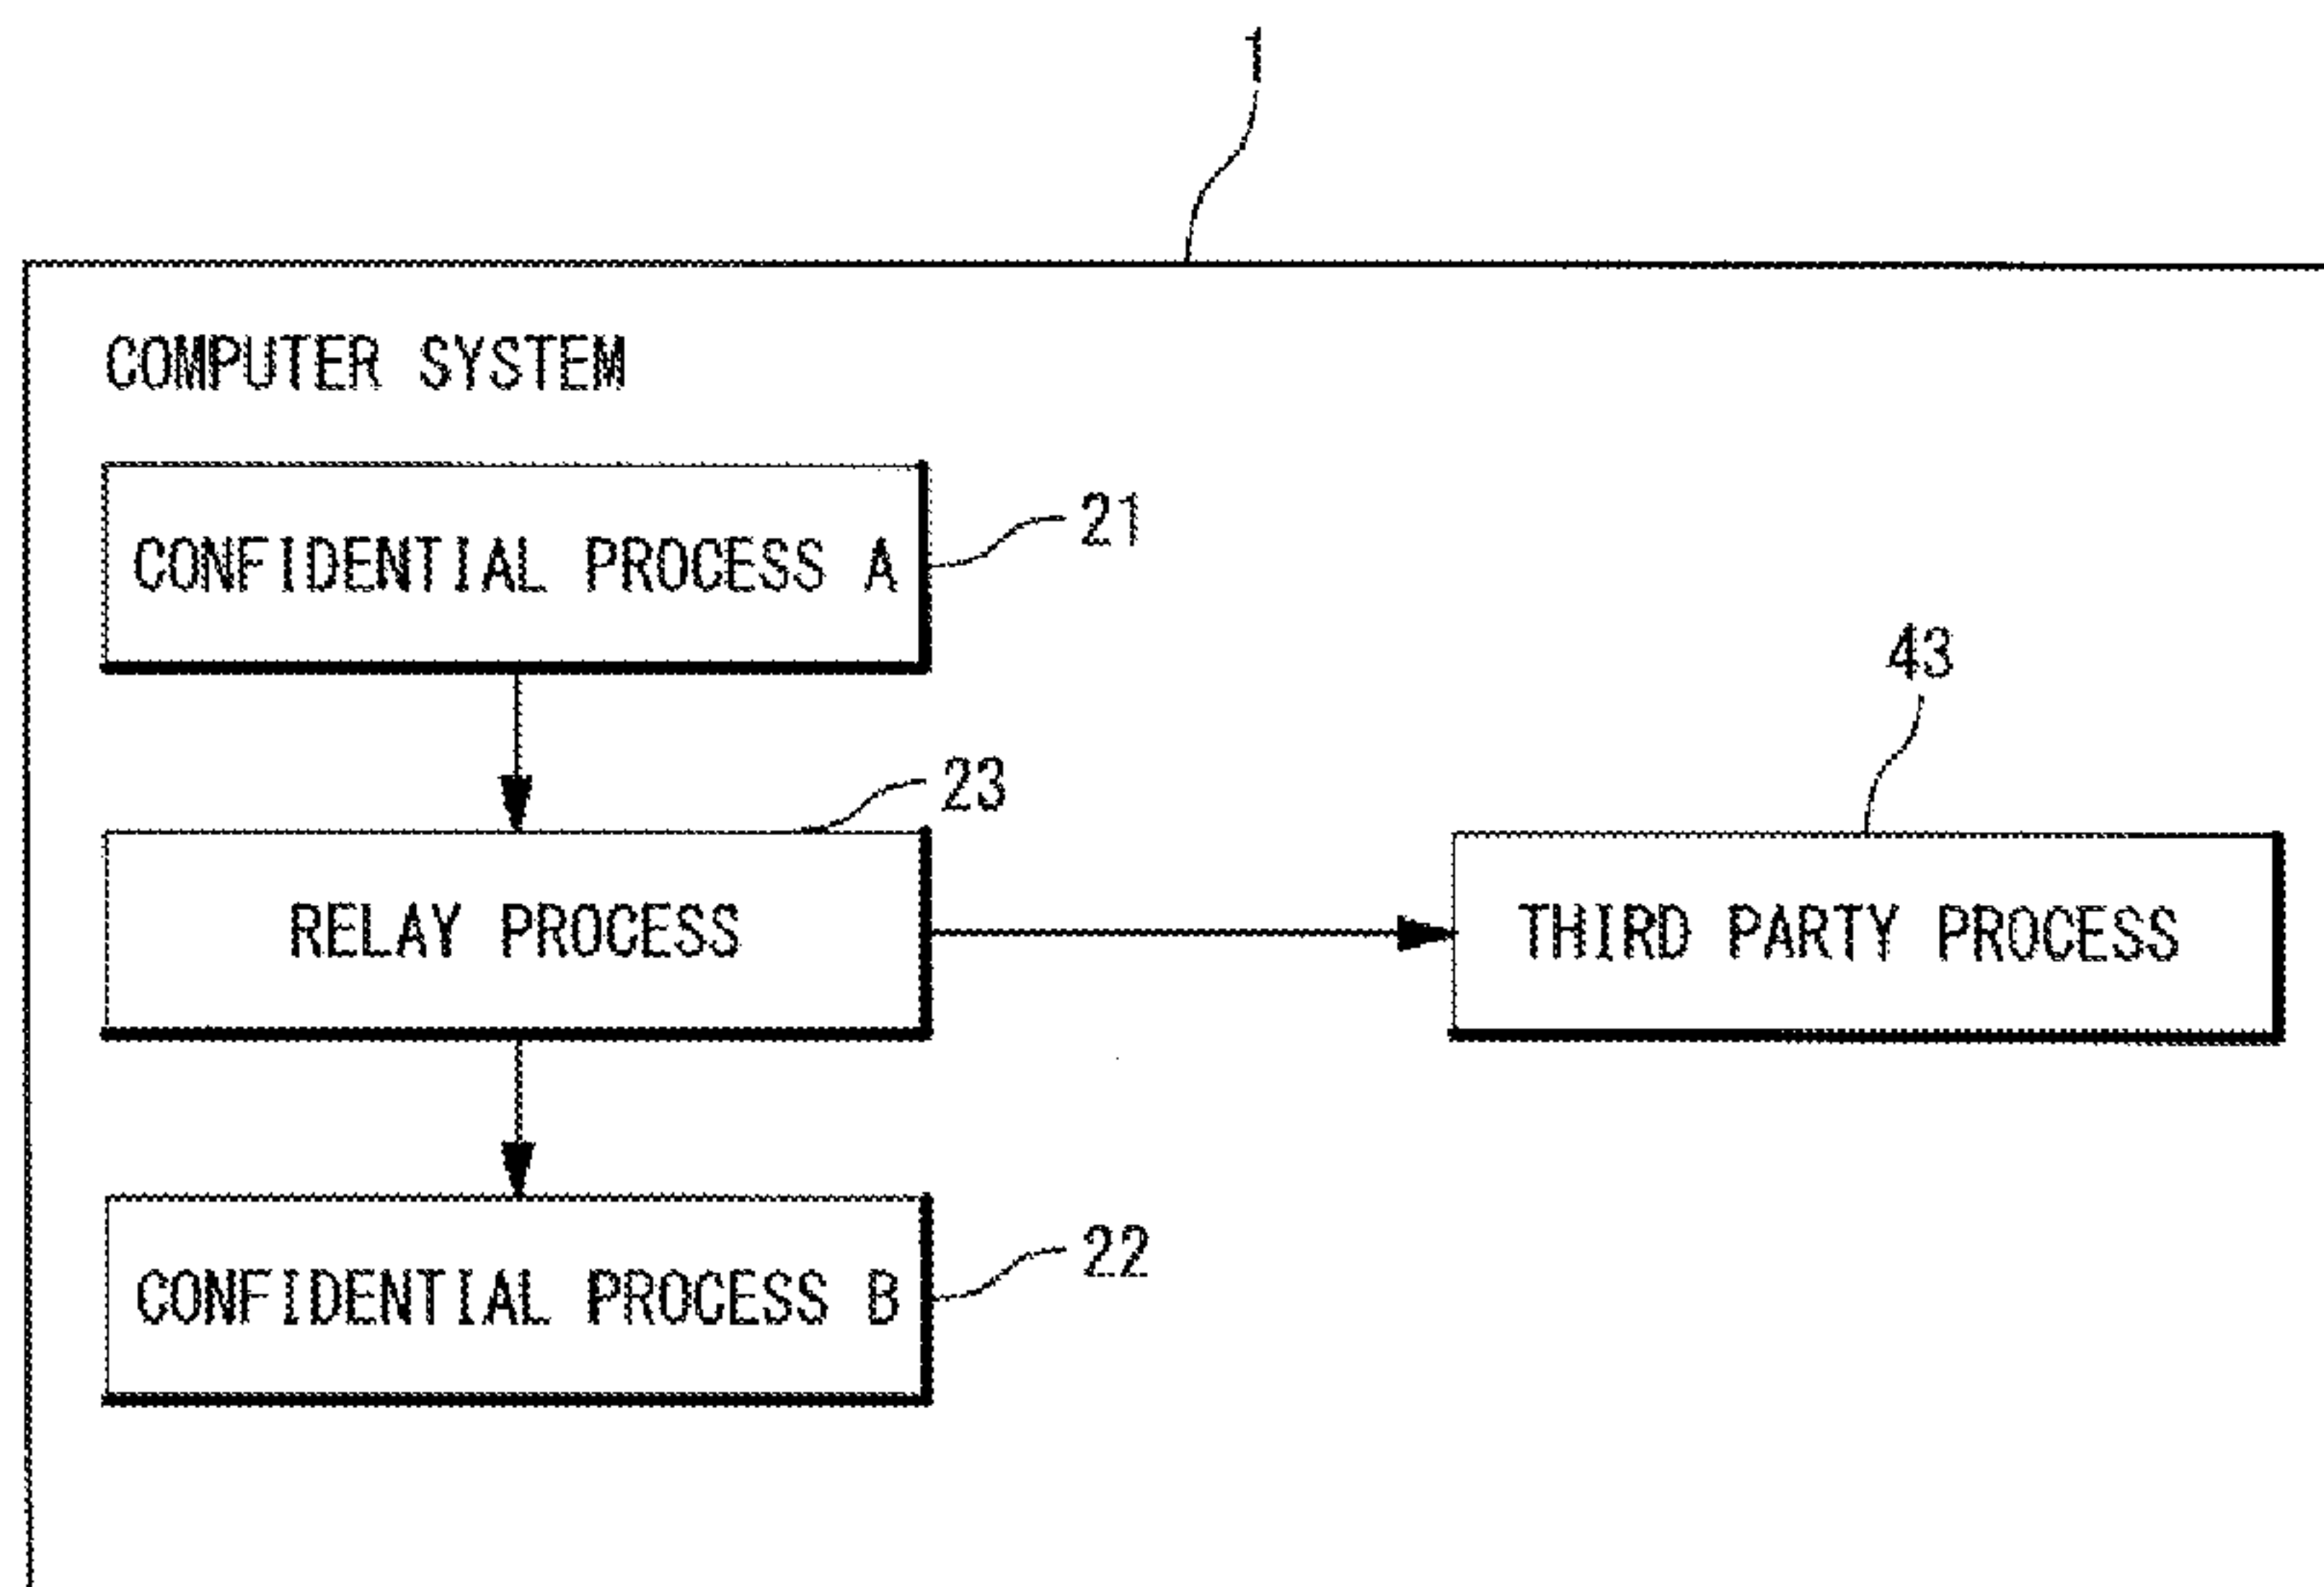 1
COMPUTER SYSTEM
CONFIDENTIAL PROCESS A
21
43
23
RELAY PROCESS
THIRD PARTY PROCESS
22
CONFIDENTIAL PROCESS B